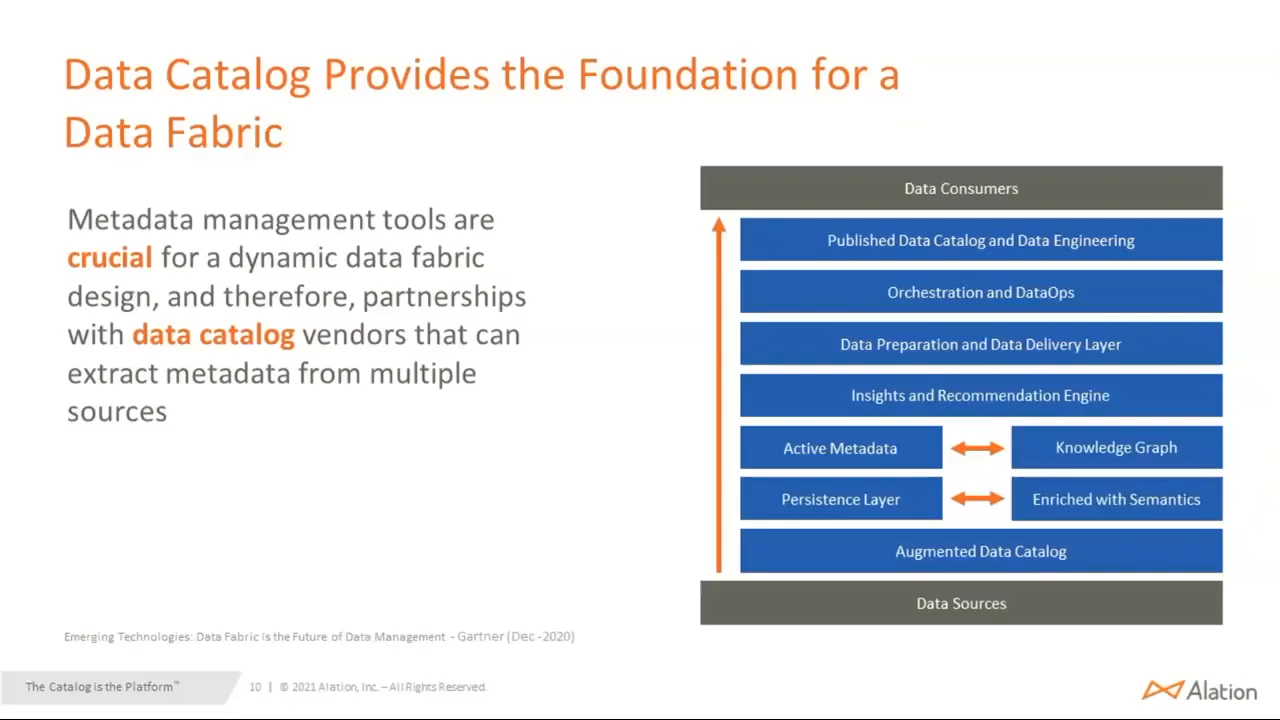 Data Catalog Provides the Foundation for a
Data Fabric
Metadata management tools are
crucial for a dynamic data fabric
design, and therefore, partnerships
with data catalog vendors that can
extract metadata from multiple
sources
Data Consumers
Published Data Catalog and Data Engineering
Orchestration and DataOps
Data Preparation and Data Delivery Layer
Insights and Recommendation Engine
Active Metadata
Knowledge Graph
Persistence Layer
Enriched with Semantics
Augmented Data Catalog
Data Sources
Emerging Technologies: Data Fabric is the Future of Data Management - Gartner (Dec -2020)
The Catalog is the Platform™
10 | © 2021 Alation, Inc. – All Rights Reserved.
Alation